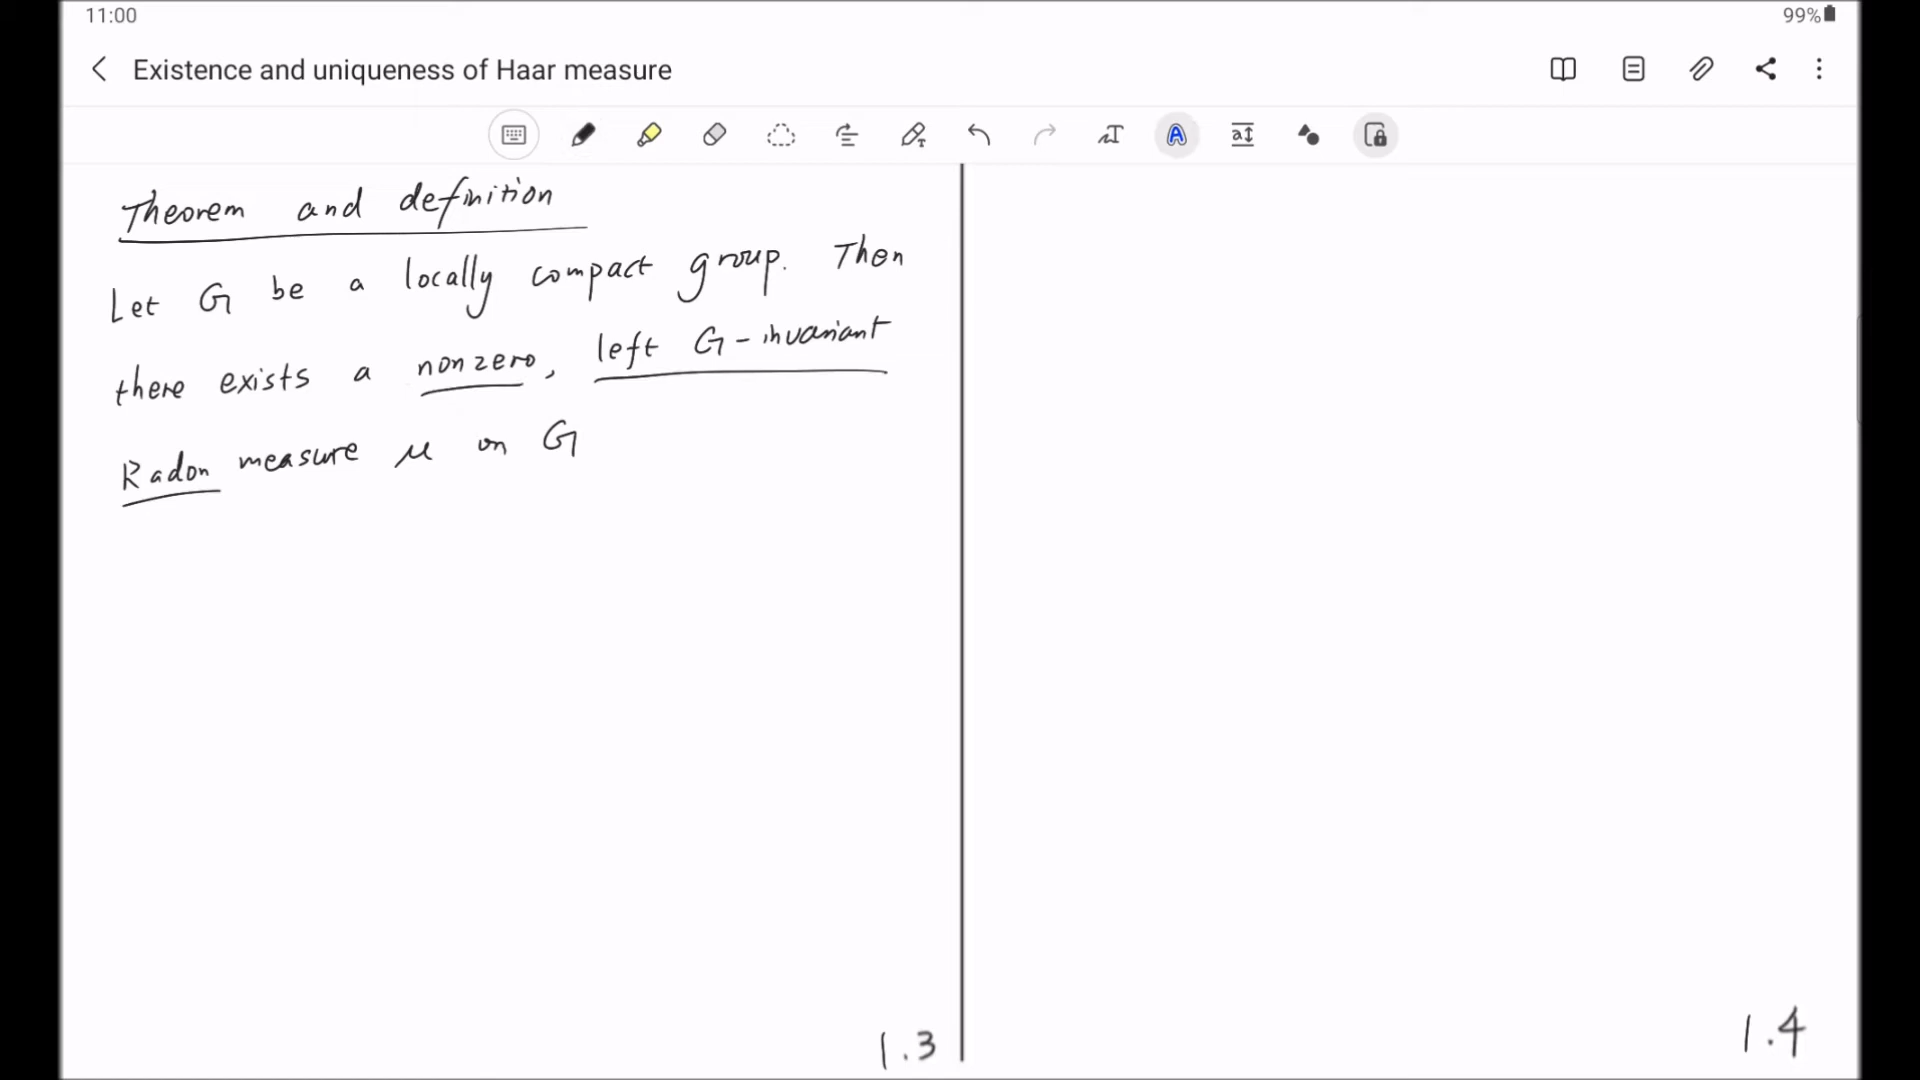 11:00
99%
Existence and uniqueness of Haar measure
Theorem and definition
Let G be a locally compact group. Then
there exists a nonzero, left G-invariant
Radon measure μ on G
1.3
1.4